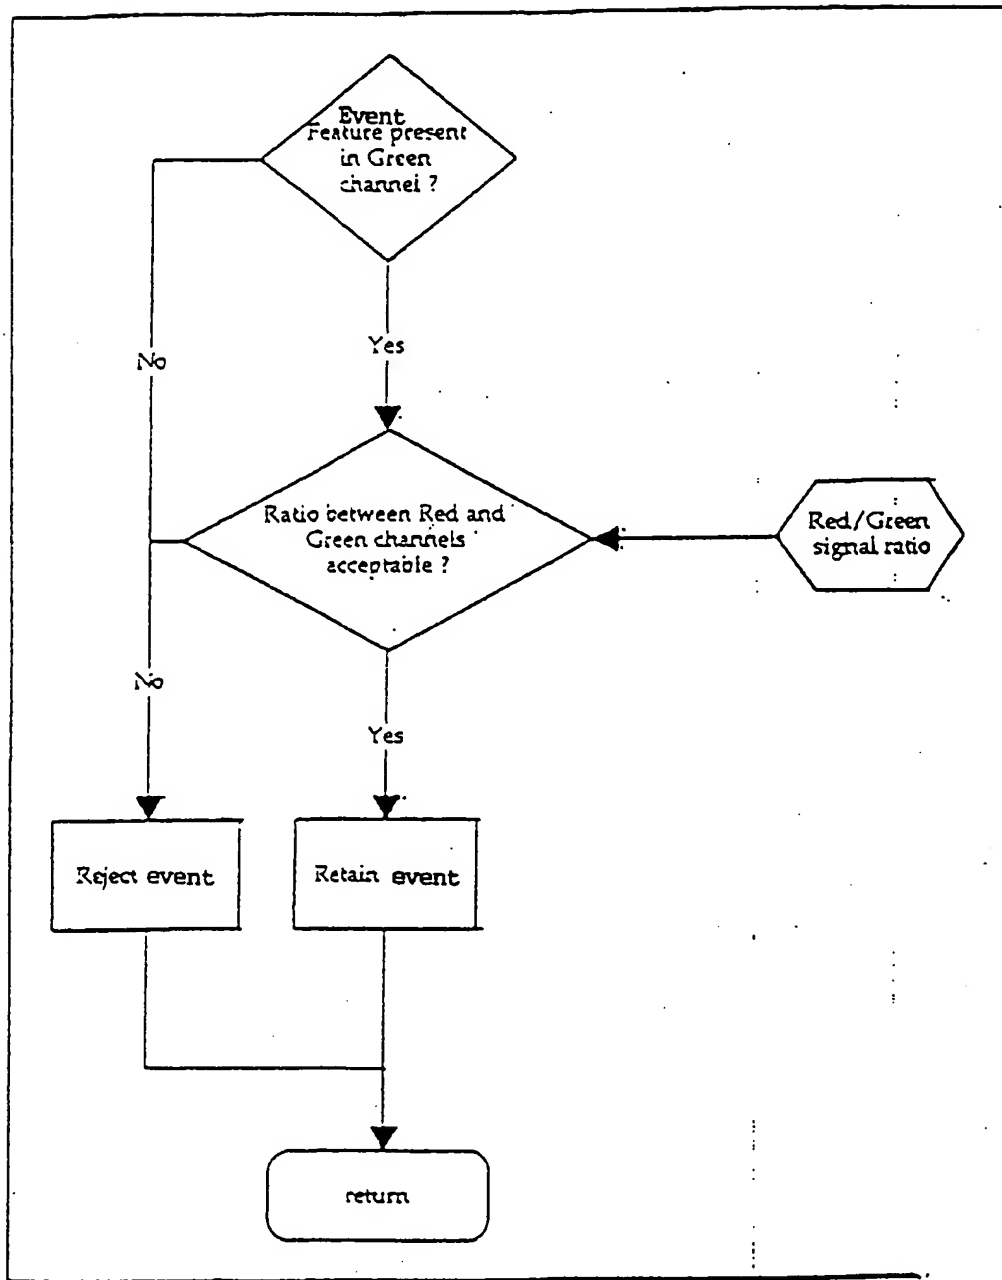 Event
Feature present
in Green
channel ?
No
Yes
Ratio between Red and
Green channels
acceptable ?
Red/Green
signal ratio
No
Yes
Reject event
Retain event
return